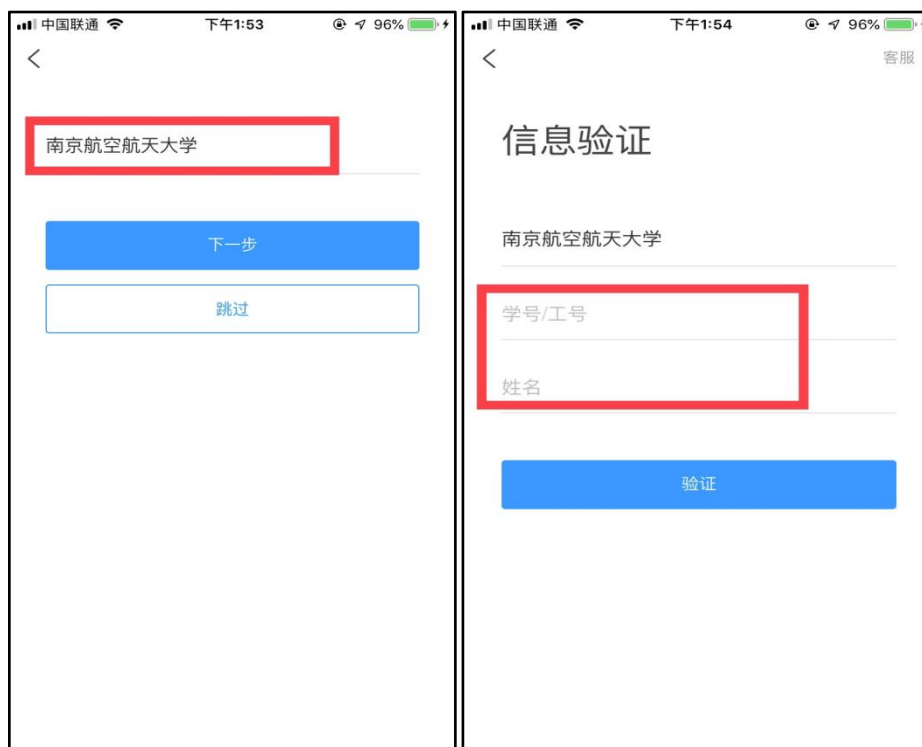 中国联通 下午1:53 96%
南京航空航天大学
下一步
跳过
中国联通 下午1:54 96%
客服
信息验证
南京航空航天大学
学号/工号
姓名
验证